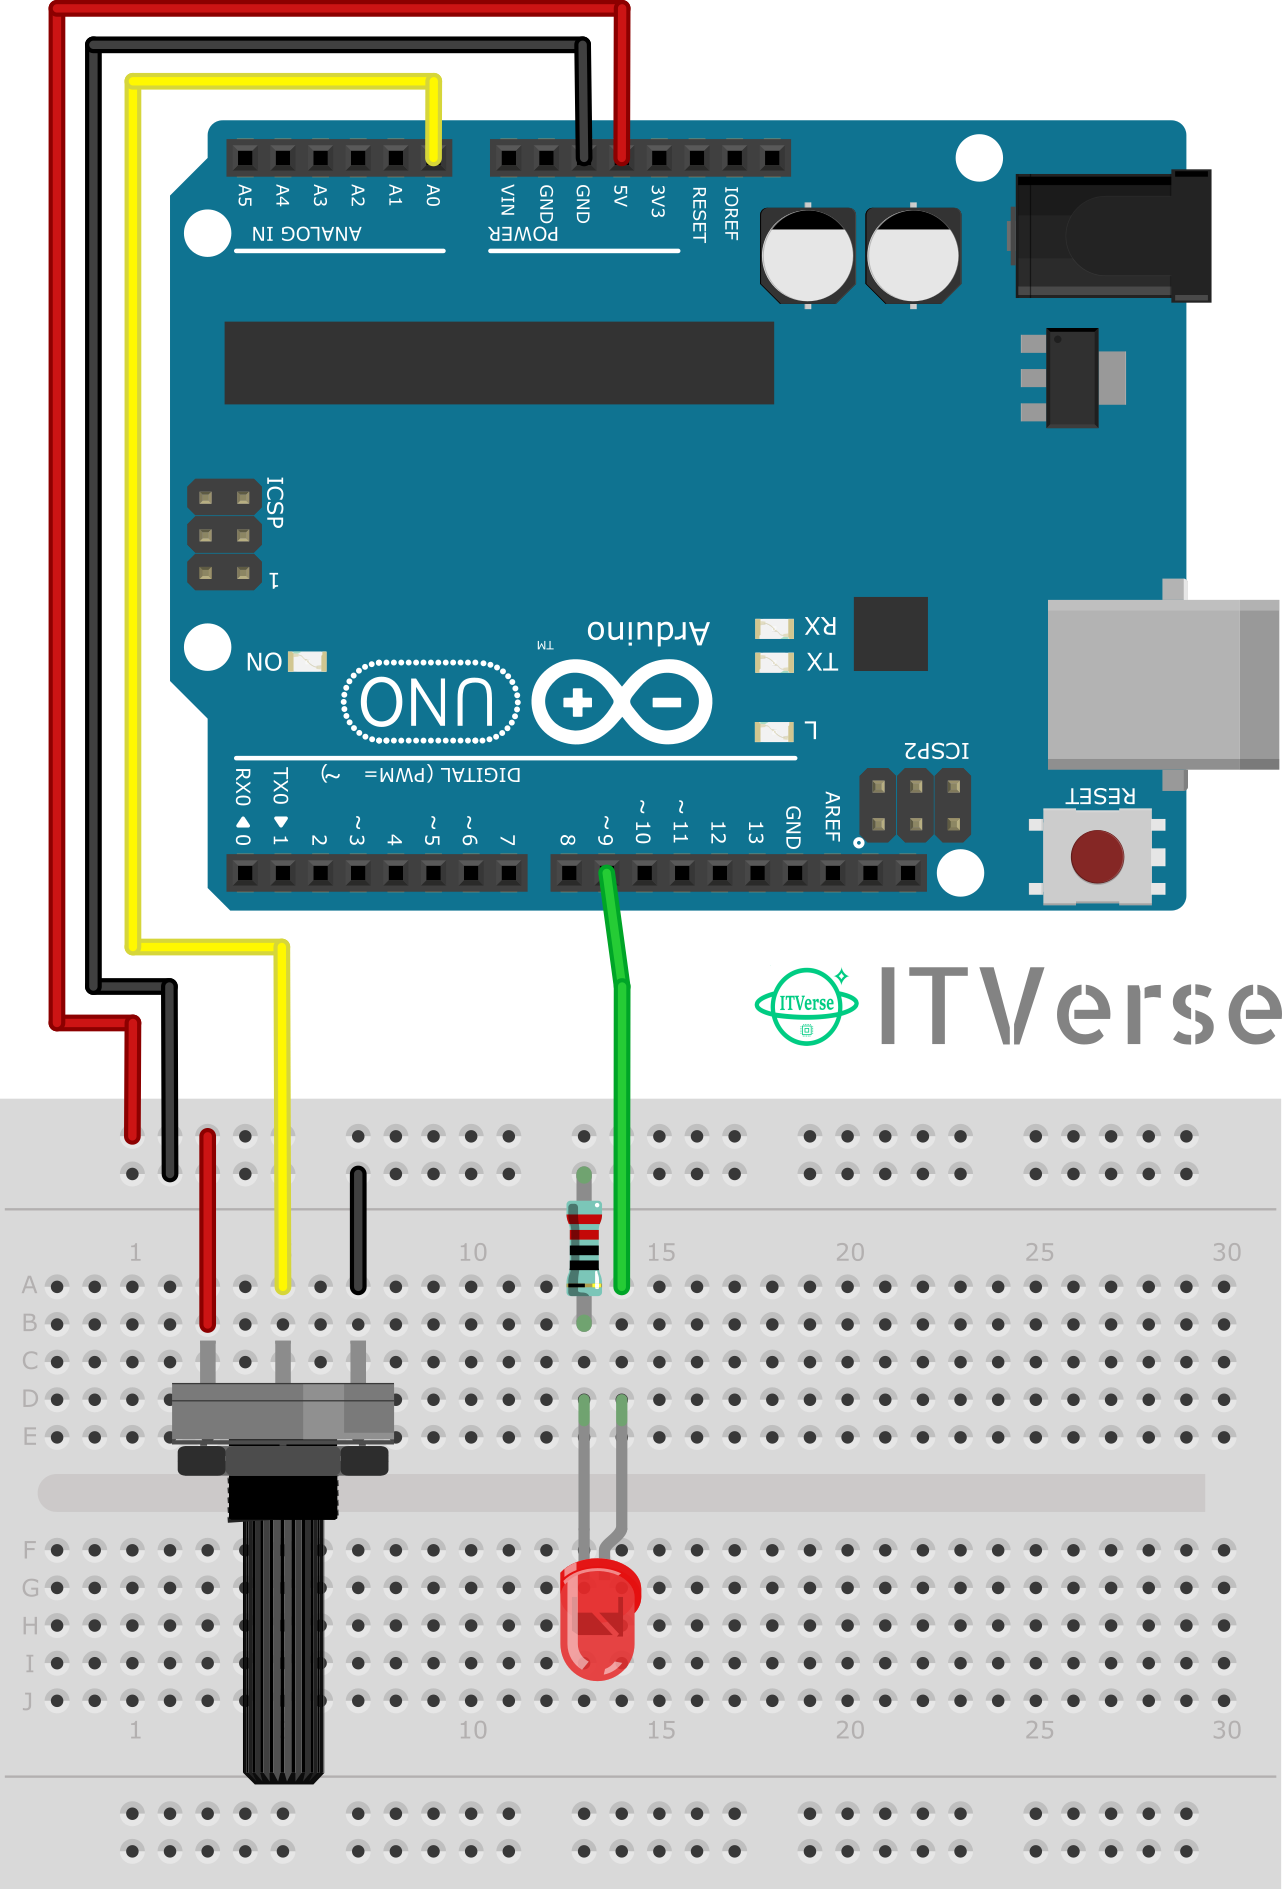 A5 A4 A3 A2 A1 A0 VIN GND GND 5V 3V3 RESET IOREF
ANALOG IN POWER
ICSP
1
Arduino
TM
RX
TX
ON
UNO
L
ICSP2
DIGITAL (PWM= ~)
RX0 TX0
RESET
0 1 2 ~3 4 ~5 ~6 7 8 ~9 ~10 ~11 12 13 GND AREF
ITVerse
ITVerse
1 10 15 20 25 30
A
B
C
D
E
F
G
H
I
J
1 10 15 20 25 30